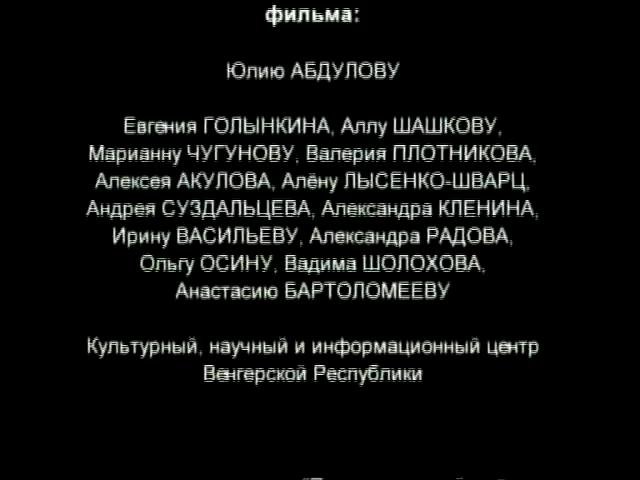 фильма:
Юлию АБДУЛОВУ
Евгения ГОЛЫНКИНА, Аллу ШАШКОВУ,
Марианну ЧУГУНОВУ, Валерия ПЛОТНИКОВА,
Алексея АКУЛОВА, Алёну ЛЫСЕНКО-ШВАРЦ,
Андрея СУЗДАЛЬЦЕВА, Александра КЛЕНИНА,
Ирину ВАСИЛЬЕВУ, Александра РАДОВА,
Ольгу ОСИНУ, Вадима ШОЛОХОВА,
Анастасию БАРТОЛОМЕЕВУ
Культурный, научный и информационный центр
Венгерской Республики